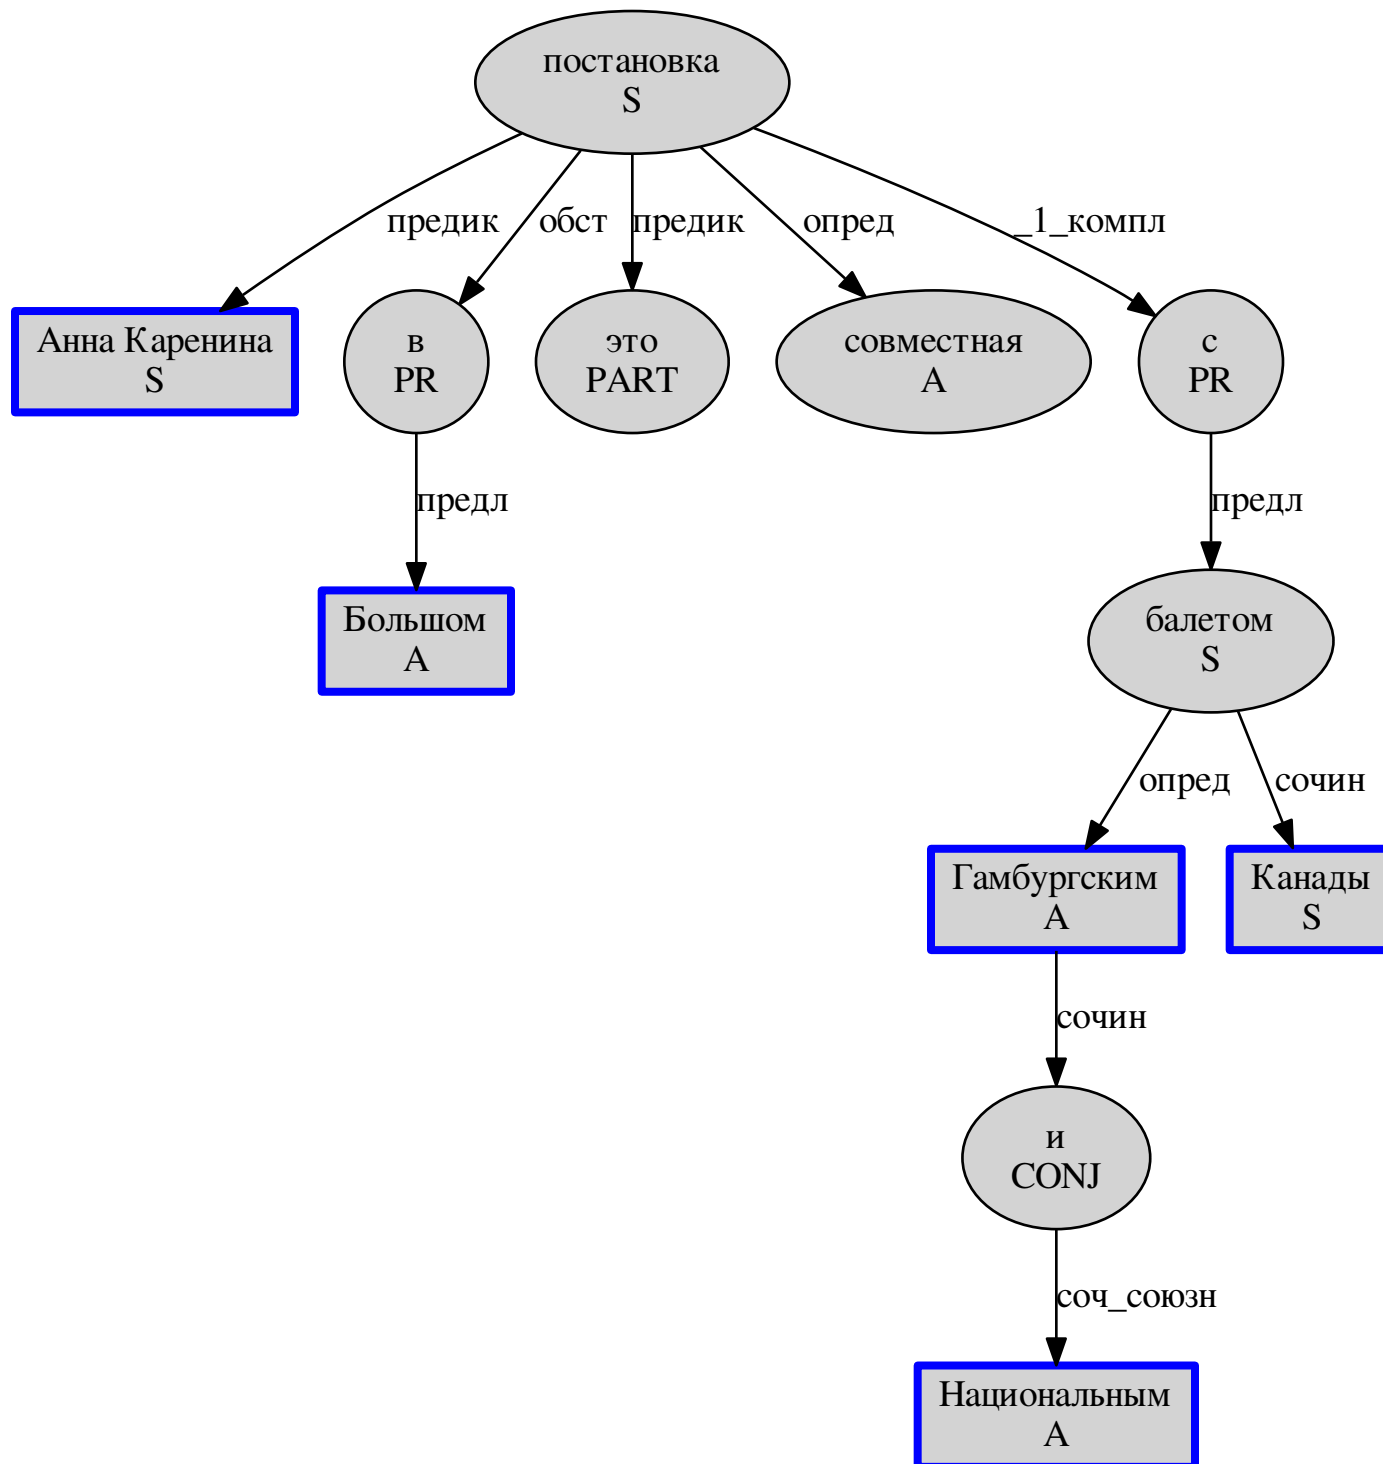 постановка
S
предик
обст
предик
опред
_1_компл
Анна Каренина
S
в
PR
это
PART
совместная
A
с
PR
предл
предл
Большом
A
балетом
S
опред
сочин
Гамбургским
A
Канады
S
сочин
и
CONJ
соч_союзн
Национальным
A